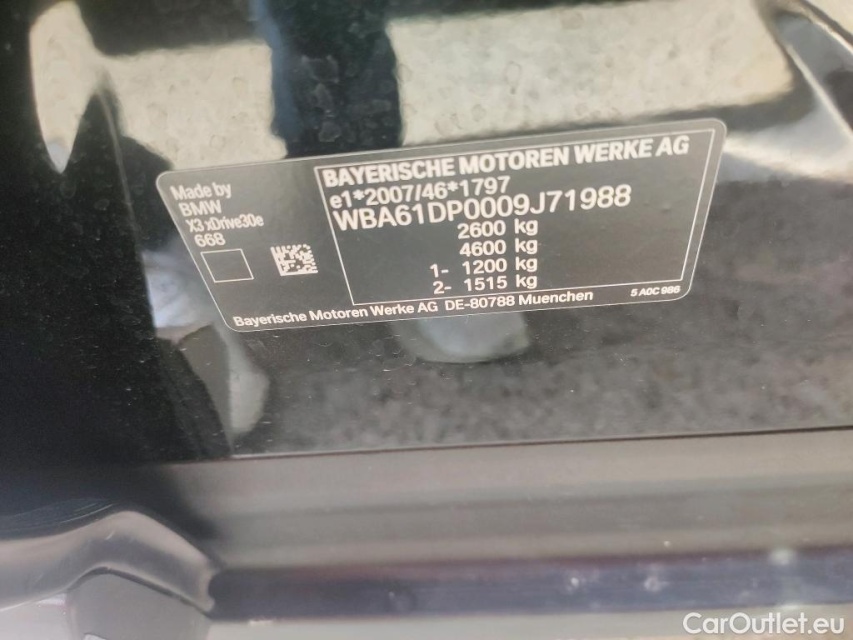 Made by
BMW
X3 xDrive30e
668
BAYERISCHE MOTOREN WERKE AG
e1*2007/46*1797
WBA61DP0009J71988
2600 kg
4600 kg
1- 1200 kg
2- 1515 kg
Bayerische Motoren Werke AG DE-80788 Muenchen
5 A0C 986
CarOutlet.eu